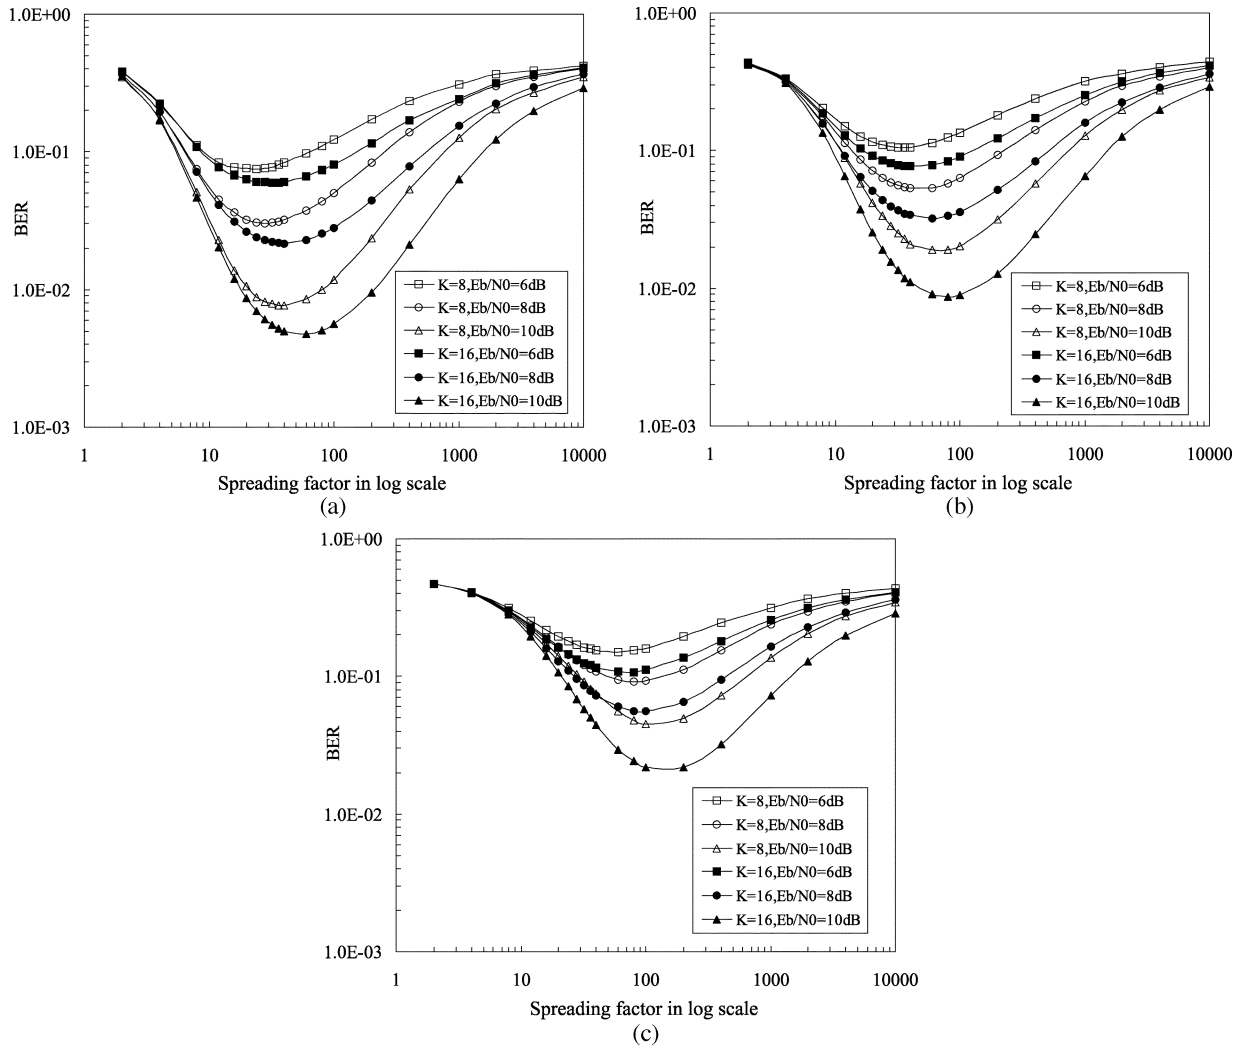 1.0E+00
1.0E-01
1.0E-02
1.0E-03
BER
K=8,Eb/N0=6dB
K=8,Eb/N0=8dB
K=8,Eb/N0=10dB
K=16,Eb/N0=6dB
K=16,Eb/N0=8dB
K=16,Eb/N0=10dB
1 10 100 1000 10000
Spreading factor in log scale
(a)
1.0E+00
1.0E-01
1.0E-02
1.0E-03
BER
K=8,Eb/N0=6dB
K=8,Eb/N0=8dB
K=8,Eb/N0=10dB
K=16,Eb/N0=6dB
K=16,Eb/N0=8dB
K=16,Eb/N0=10dB
1 10 100 1000 10000
Spreading factor in log scale
(b)
1.0E+00
1.0E-01
1.0E-02
1.0E-03
BER
K=8,Eb/N0=6dB
K=8,Eb/N0=8dB
K=8,Eb/N0=10dB
K=16,Eb/N0=6dB
K=16,Eb/N0=8dB
K=16,Eb/N0=10dB
1 10 100 1000 10000
Spreading factor in log scale
(c)